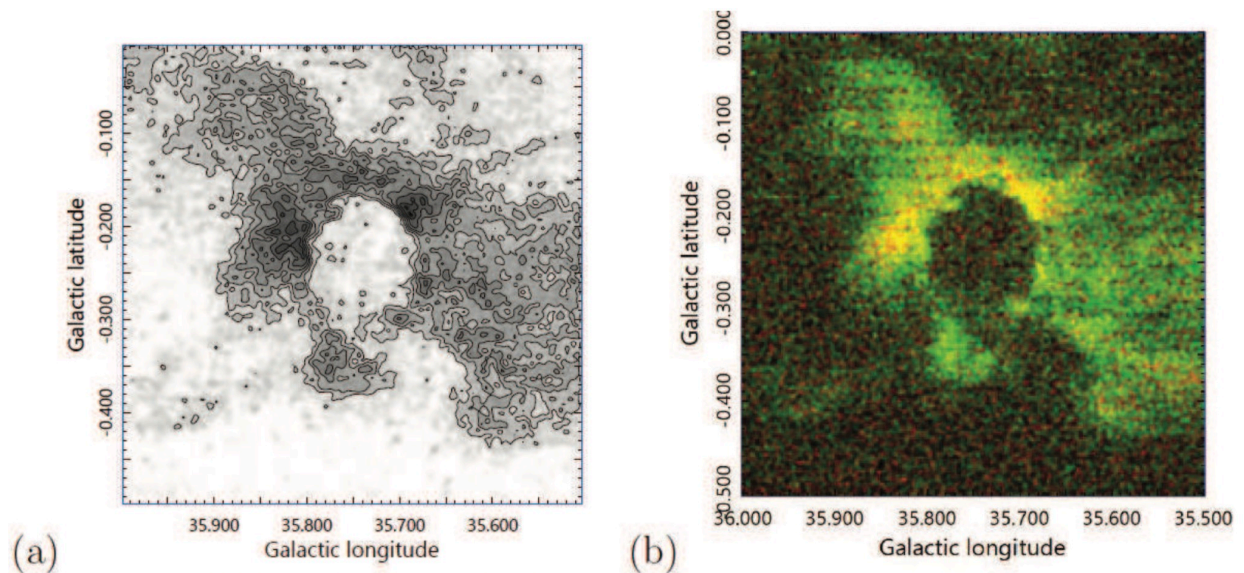 -0.100
-0.200
-0.300
-0.400
Galactic latitude
35.900 35.800 35.700 35.600
Galactic longitude
(a)
0.000
-0.100
-0.200
-0.300
-0.400
0.500
Galactic latitude
36.000 35.900 35.800 35.700 35.600 35.500
Galactic longitude
(b)